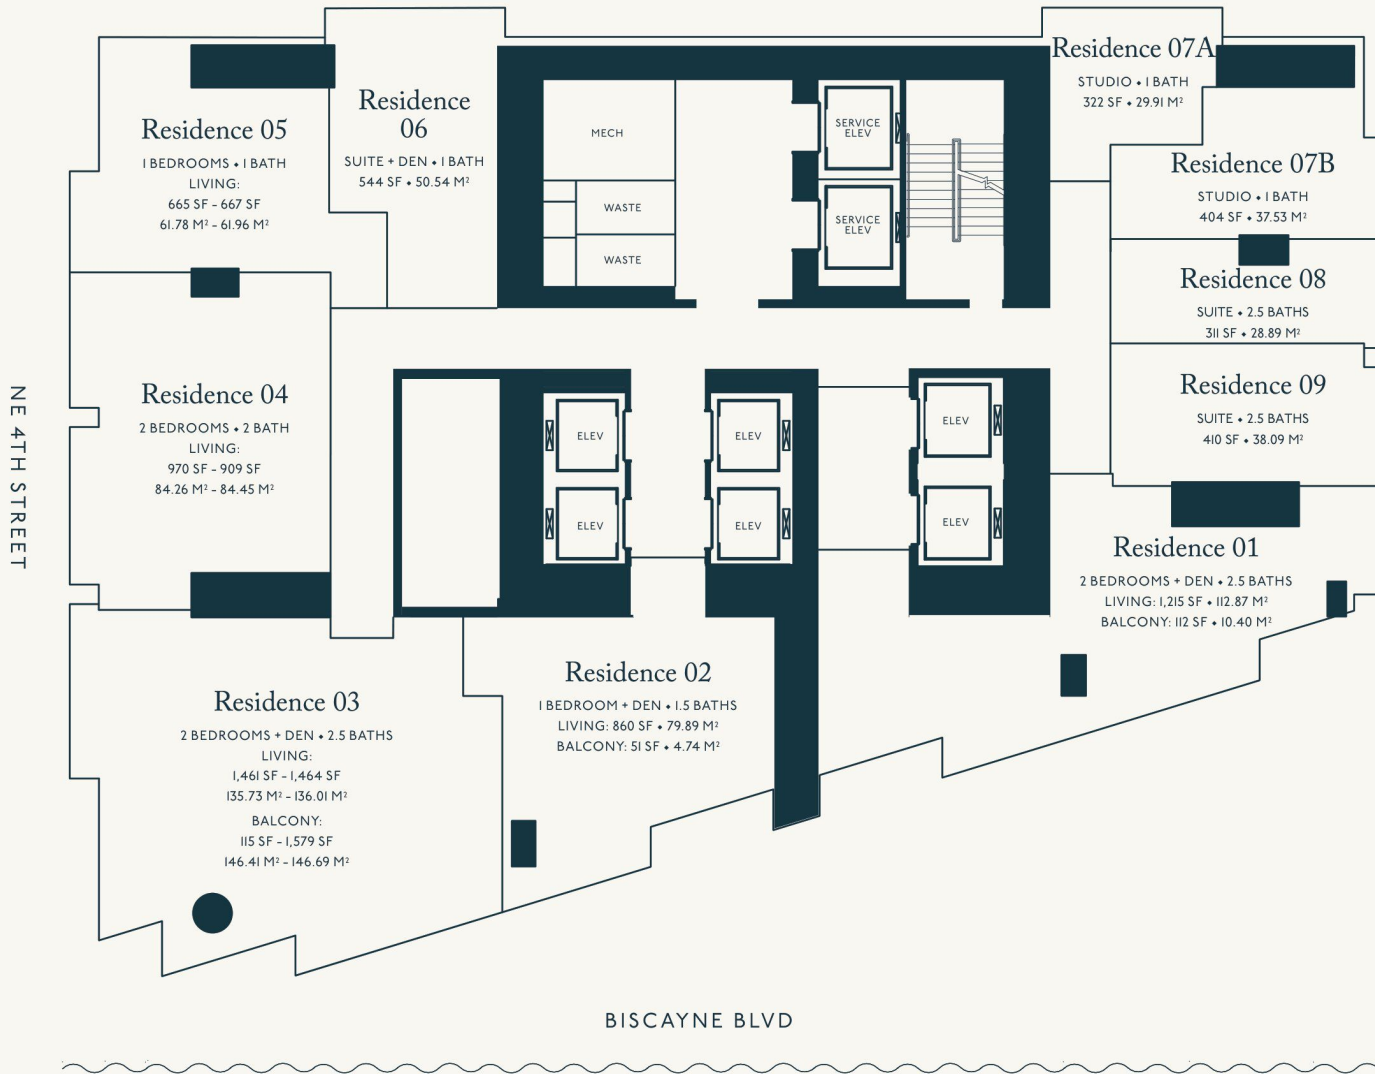 Residence 05
1 BEDROOMS • 1 BATH
LIVING:
665 SF - 667 SF
61.78 M² - 61.96 M²
Residence
06
SUITE + DEN • 1 BATH
544 SF • 50.54 M²
MECH
WASTE
WASTE
SERVICE
ELEV
SERVICE
ELEV
Residence 07A
STUDIO • 1 BATH
322 SF • 29.91 M²
Residence 07B
STUDIO • 1 BATH
404 SF • 37.53 M²
Residence 08
SUITE • 2.5 BATHS
311 SF • 28.89 M²
Residence 09
SUITE • 2.5 BATHS
410 SF • 38.09 M²
NE 4TH STREET
Residence 04
2 BEDROOMS • 2 BATH
LIVING:
970 SF - 909 SF
84.26 M² - 84.45 M²
ELEV
ELEV
ELEV
ELEV
ELEV
ELEV
Residence 01
2 BEDROOMS + DEN • 2.5 BATHS
LIVING: 1,215 SF • 112.87 M²
BALCONY: 112 SF • 10.40 M²
Residence 02
1 BEDROOM + DEN • 1.5 BATHS
LIVING: 860 SF • 79.89 M²
BALCONY: 51 SF • 4.74 M²
Residence 03
2 BEDROOMS + DEN • 2.5 BATHS
LIVING:
1,461 SF - 1,464 SF
135.73 M² - 136.01 M²
BALCONY:
115 SF - 1,579 SF
146.41 M² - 146.69 M²
BISCAYNE BLVD